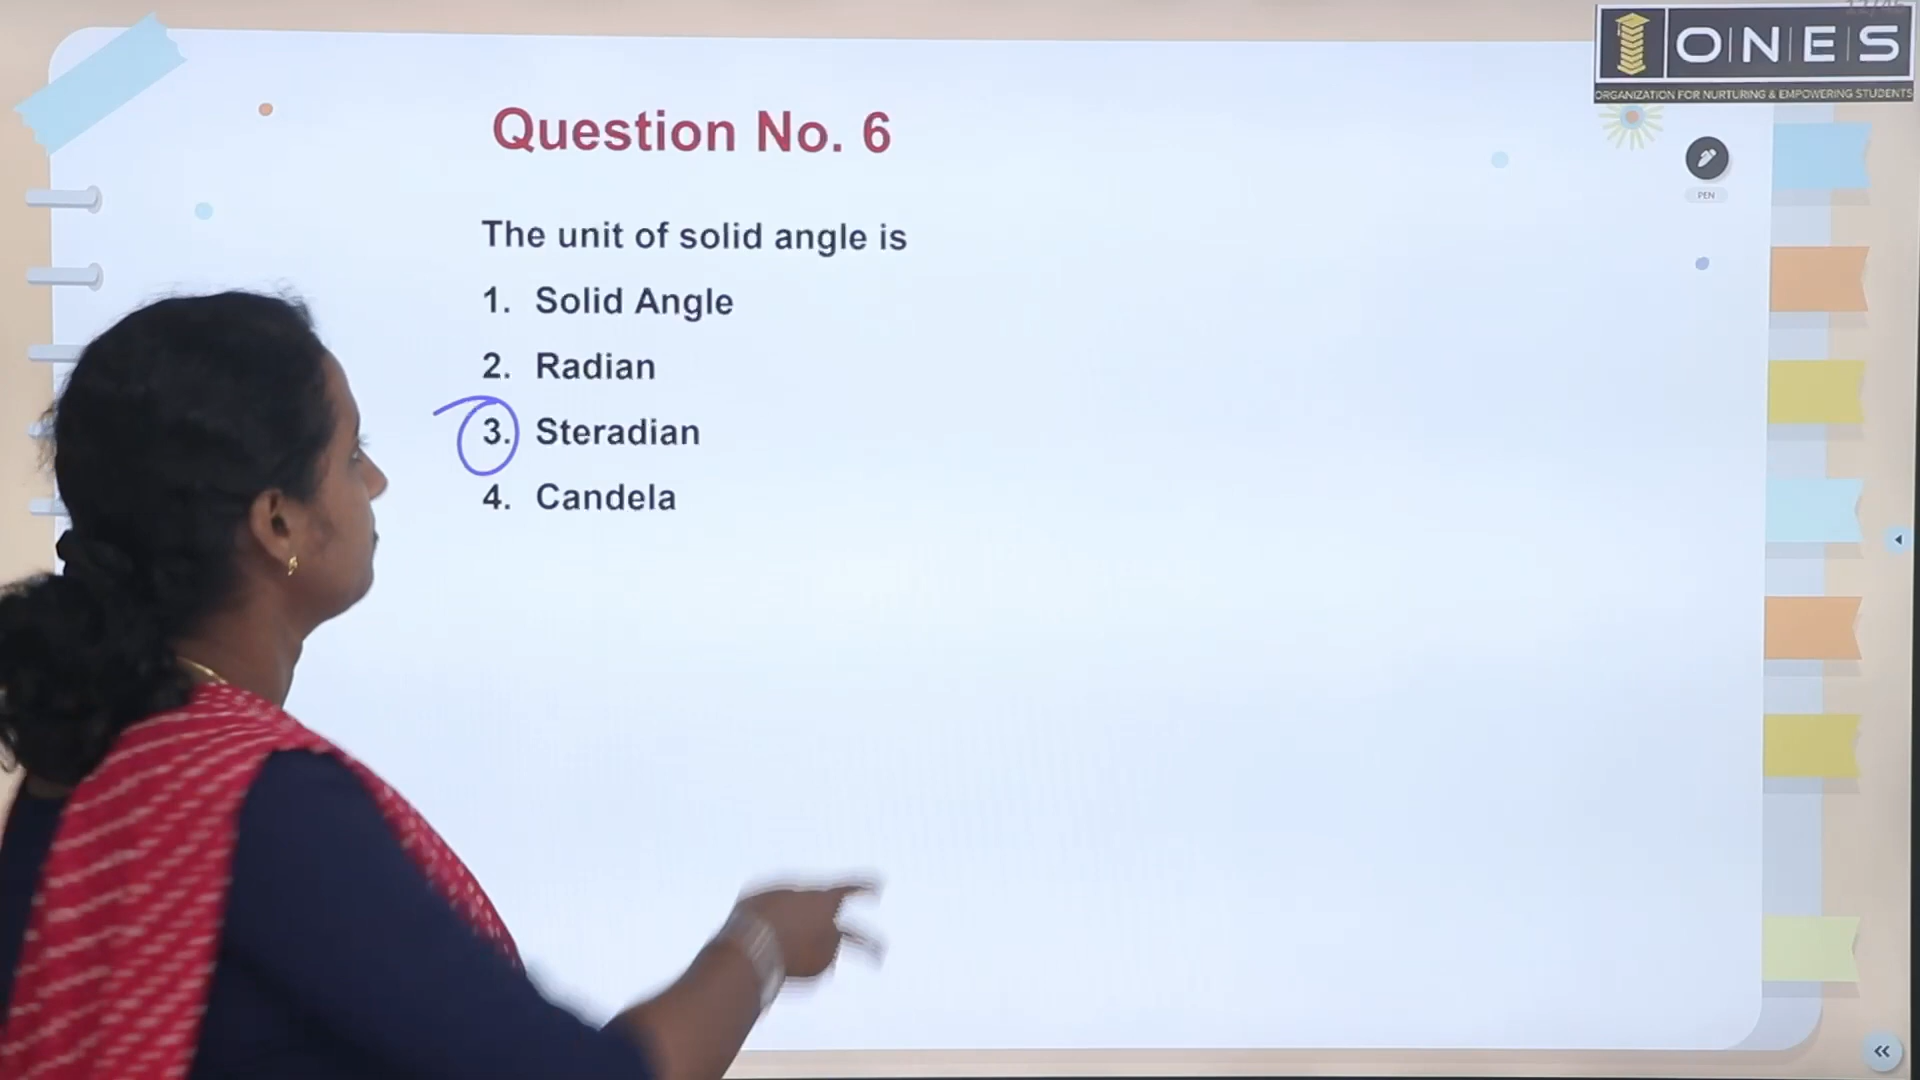 O|N|E|S
ORGANIZATION FOR NURTURING & EMPOWERING STUDENTS
Question No. 6
PEN
The unit of solid angle is
1. Solid Angle
2. Radian
3. Steradian
4. Candela